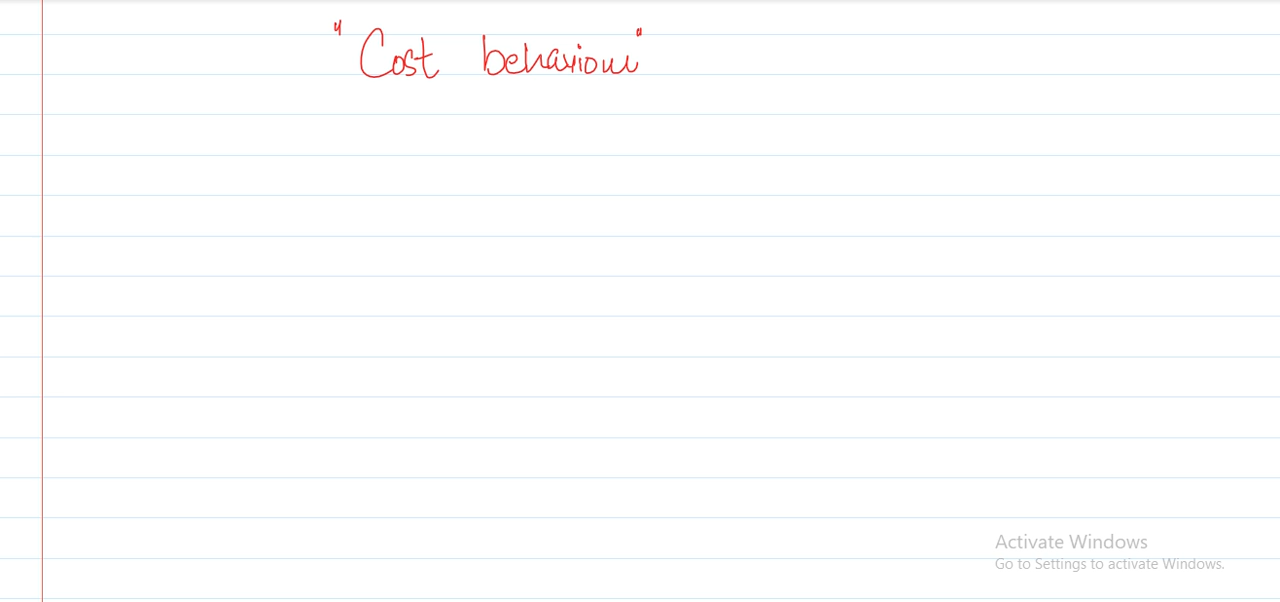 "Cost behaviour"
Activate Windows
Go to Settings to activate Windows.